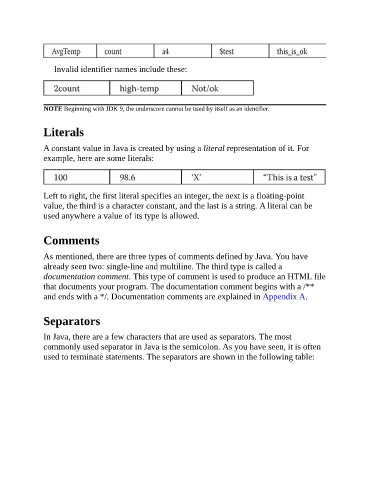 AvgTemp count a4 $test this_is_ok
Invalid identifier names include these:
2count high-temp Not/ok
NOTE Beginning with JDK 9, the underscore cannot be used by itself as an identifier.
Literals
A constant value in Java is created by using a literal representation of it. For
example, here are some literals:
100 98.6 ‘X’ “This is a test”
Left to right, the first literal specifies an integer, the next is a floating-point
value, the third is a character constant, and the last is a string. A literal can be
used anywhere a value of its type is allowed.
Comments
As mentioned, there are three types of comments defined by Java. You have
already seen two: single-line and multiline. The third type is called a
documentation comment. This type of comment is used to produce an HTML file
that documents your program. The documentation comment begins with a /**
and ends with a */. Documentation comments are explained in Appendix A.
Separators
In Java, there are a few characters that are used as separators. The most
commonly used separator in Java is the semicolon. As you have seen, it is often
used to terminate statements. The separators are shown in the following table: